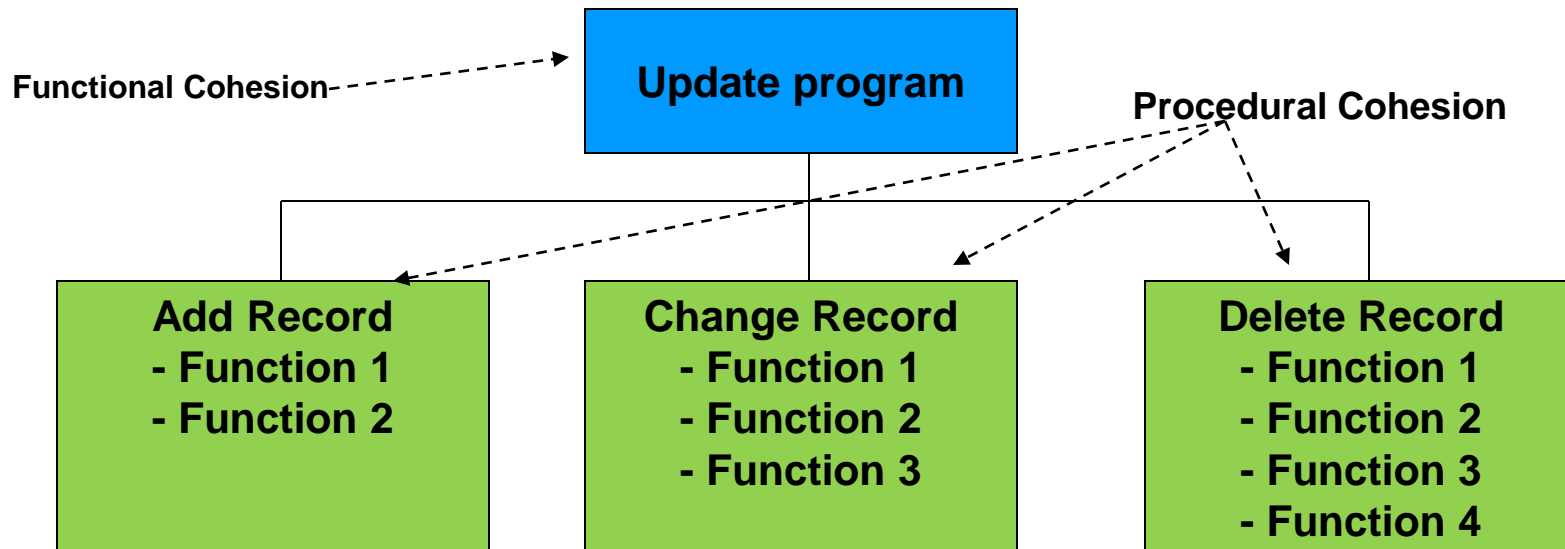 Update program
Functional Cohesion
Procedural Cohesion
Add Record
- Function 1
- Function 2
Change Record
- Function 1
- Function 2
- Function 3
Delete Record
- Function 1
- Function 2
- Function 3
- Function 4